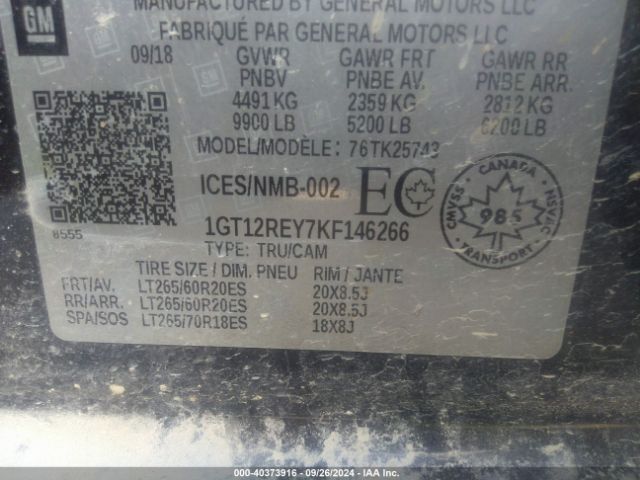 GM
MANUFACTURED BY GENERAL MOTORS LLC
FABRIQUÉ PAR GENERAL MOTORS LLC
09/18 GVWR GAWR FRT GAWR RR
PNBV PNBE AV. PNBE ARR.
4491 KG 2359 KG 2812 KG
9900 LB 5200 LB 6200 LB
MODEL/MODÈLE: 76TK25743
ICES/NMB-002 EC
CANADA
CMVSS 985 NSVAC
CANADA
8555
1GT12REY7KF146266
TYPE: TRU/CAM
TIRE SIZE / DIM. PNEU RIM / JANTE
FRT/AV. LT265/60R20ES 20X8.5J
RR/ARR. LT265/60R20ES 20X8.5J
SPA/SOS LT265/70R18ES 18X8J
000-40373916 - 09/26/2024 - IAA Inc.